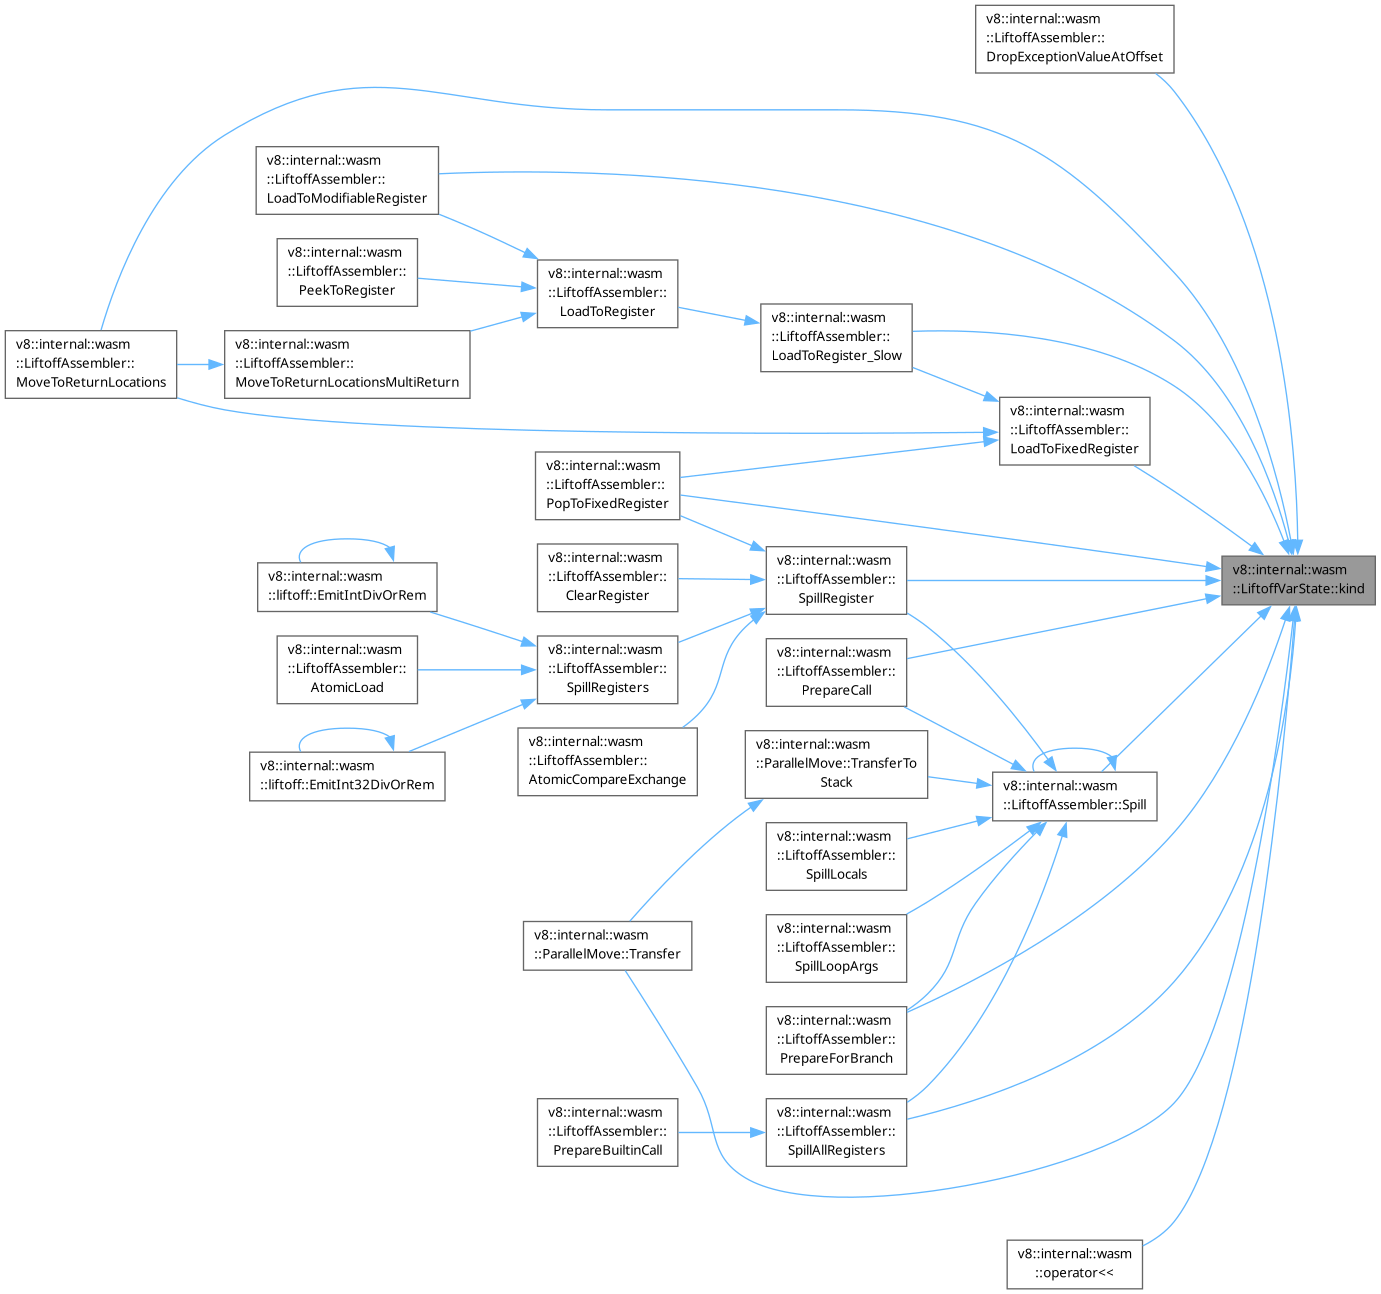 v8::internal::wasm
::LiftoffAssembler::
DropExceptionValueAtOffset
v8::internal::wasm
::LiftoffAssembler::
LoadToModifiableRegister
v8::internal::wasm
::LiftoffAssembler::
PeekToRegister
v8::internal::wasm
::LiftoffAssembler::
LoadToRegister
v8::internal::wasm
::LiftoffAssembler::
LoadToRegister_Slow
v8::internal::wasm
::LiftoffAssembler::
MoveToReturnLocations
v8::internal::wasm
::LiftoffAssembler::
MoveToReturnLocationsMultiReturn
v8::internal::wasm
::LiftoffAssembler::
LoadToFixedRegister
v8::internal::wasm
::LiftoffAssembler::
PopToFixedRegister
v8::internal::wasm
::liftoff::EmitIntDivOrRem
v8::internal::wasm
::LiftoffAssembler::
ClearRegister
v8::internal::wasm
::LiftoffAssembler::
SpillRegister
v8::internal::wasm
::LiftoffVarState::kind
v8::internal::wasm
::LiftoffAssembler::
AtomicLoad
v8::internal::wasm
::LiftoffAssembler::
SpillRegisters
v8::internal::wasm
::LiftoffAssembler::
PrepareCall
v8::internal::wasm
::liftoff::EmitInt32DivOrRem
v8::internal::wasm
::LiftoffAssembler::
AtomicCompareExchange
v8::internal::wasm
::ParallelMove::TransferTo
Stack
v8::internal::wasm
::LiftoffAssembler::Spill
v8::internal::wasm
::LiftoffAssembler::
SpillLocals
v8::internal::wasm
::ParallelMove::Transfer
v8::internal::wasm
::LiftoffAssembler::
SpillLoopArgs
v8::internal::wasm
::LiftoffAssembler::
PrepareForBranch
v8::internal::wasm
::LiftoffAssembler::
PrepareBuiltinCall
v8::internal::wasm
::LiftoffAssembler::
SpillAllRegisters
v8::internal::wasm
::operator<<